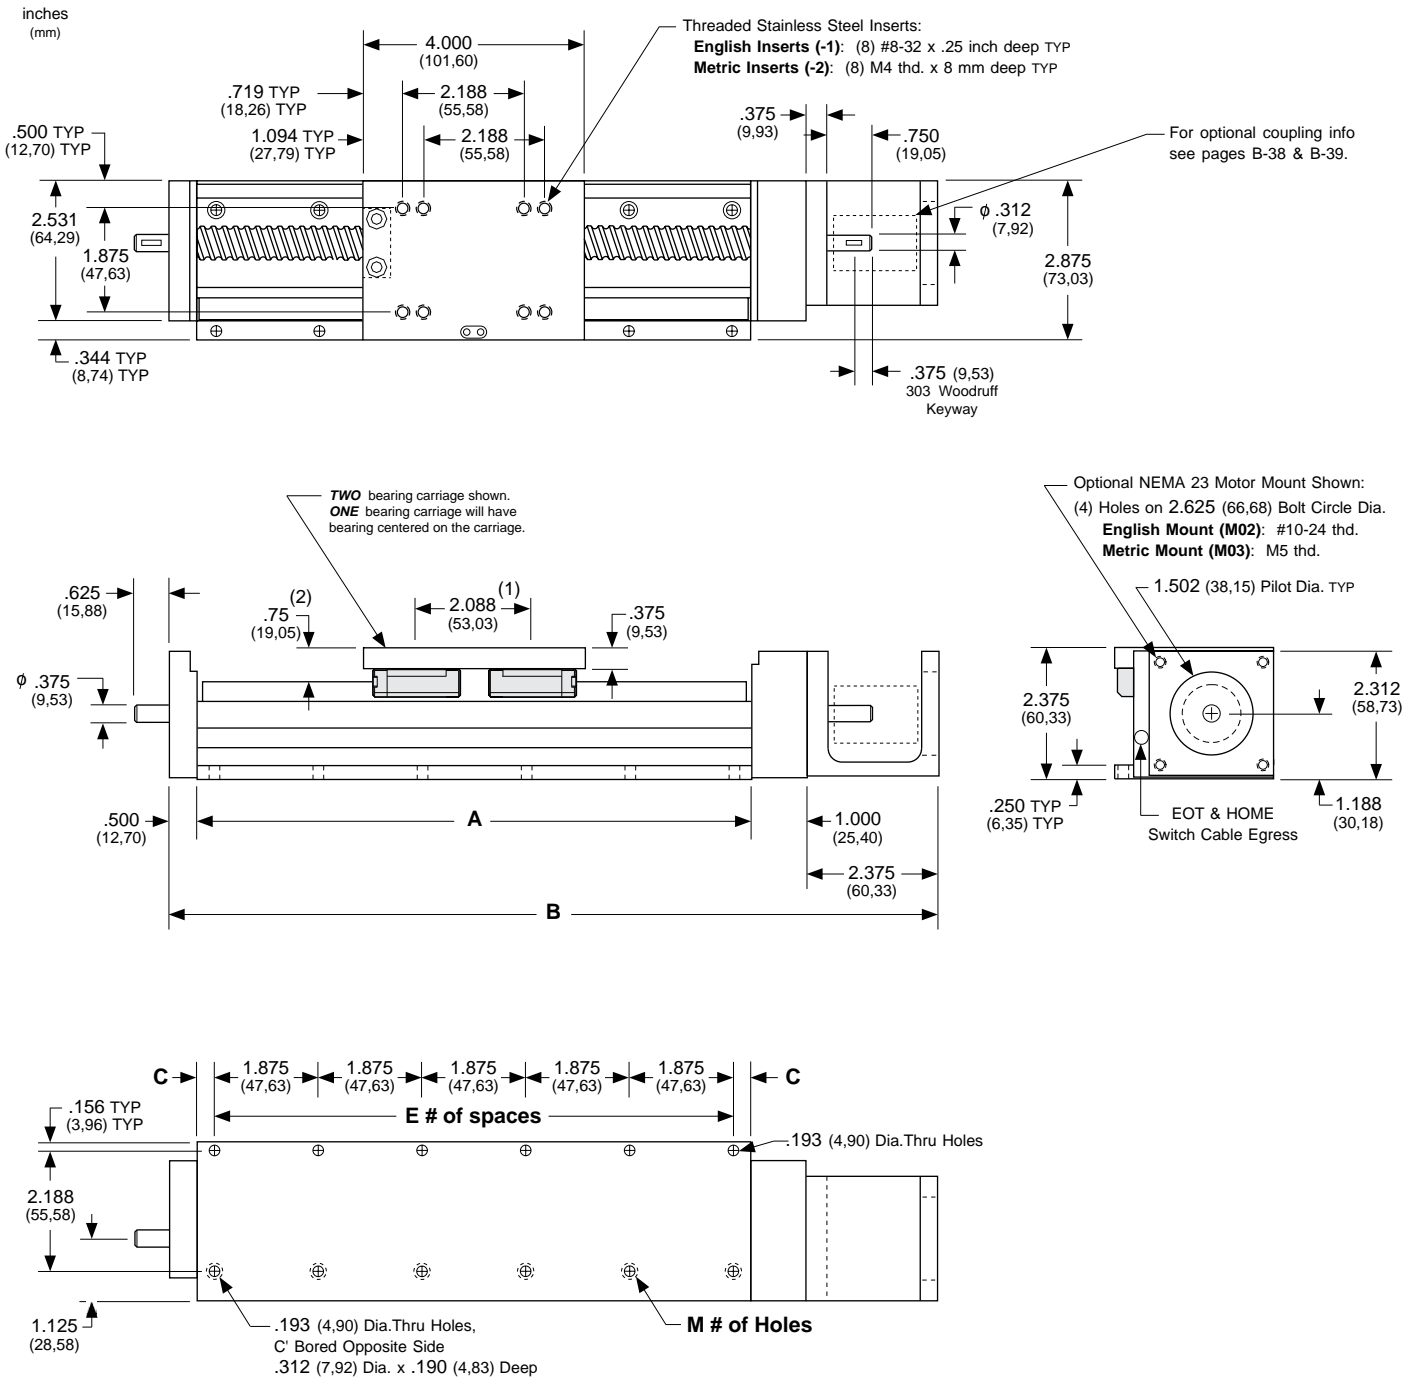 inches
(mm)
Threaded Stainless Steel Inserts:
English Inserts (-1): (8) #8-32 x .25 inch deep TYP
Metric Inserts (-2): (8) M4 thd. x 8 mm deep TYP
4.000
(101,60)
.719 TYP
(18,26) TYP
2.188
(55,58)
1.094 TYP
(27,79) TYP
2.188
(55,58)
.375
(9,93)
.750
(19,05)
For optional coupling info
see pages B-38 & B-39.
.500 TYP
(12,70) TYP
2.531
(64,29)
1.875
(47,63)
ϕ .312
(7,92)
2.875
(73,03)
.344 TYP
(8,74) TYP
.375 (9,53)
303 Woodruff
Keyway
TWO bearing carriage shown.
ONE bearing carriage will have
bearing centered on the carriage.
Optional NEMA 23 Motor Mount Shown:
(4) Holes on 2.625 (66,68) Bolt Circle Dia.
English Mount (M02): #10-24 thd.
Metric Mount (M03): M5 thd.
1.502 (38,15) Pilot Dia. TYP
.625
(15,88)
(2)
.75
(19,05)
(1)
2.088
(53,03)
.375
(9,53)
ϕ .375
(9,53)
2.375
(60,33)
2.312
(58,73)
.250 TYP
(6,35) TYP
EOT & HOME
Switch Cable Egress
1.188
(30,18)
.500
(12,70)
A
1.000
(25,40)
2.375
(60,33)
B
C
1.875
(47,63)
1.875
(47,63)
1.875
(47,63)
1.875
(47,63)
1.875
(47,63)
C
E # of spaces
.156 TYP
(3,96) TYP
.193 (4,90) Dia.Thru Holes
2.188
(55,58)
1.125
(28,58)
.193 (4,90) Dia.Thru Holes,
C' Bored Opposite Side
.312 (7,92) Dia. x .190 (4,83) Deep
M # of Holes